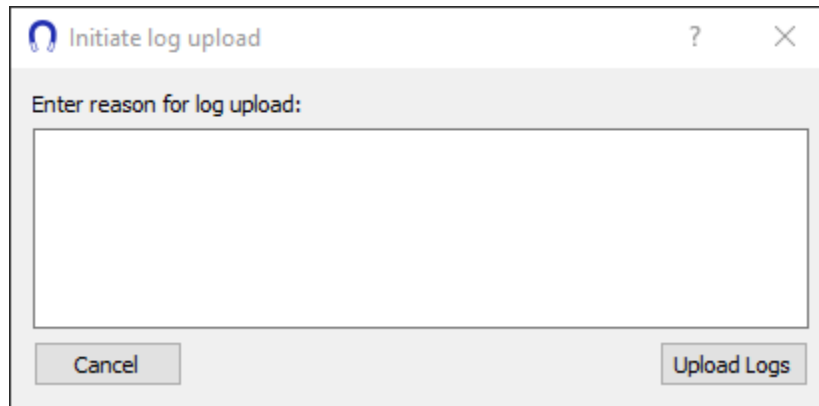 Initiate log upload ?
Enter reason for log upload:
Cancel Upload Logs